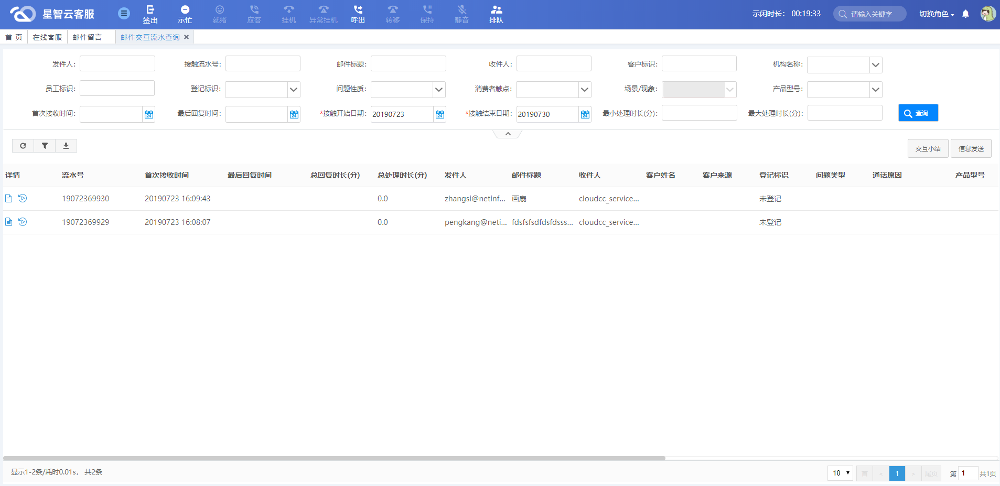 星智云客服 签出 示忙 就绪 应答 挂机 异常挂机 呼出 转移 保持 静音 排队 示闲时长： 00:19:33 请输入关键字 切换角色
首 页 在线客服 邮件留言 邮件交互流水查询 ×
发件人: 接触流水号: 邮件标题: 收件人: 客户标识: 机构名称:
员工标识: 登记标识: 问题性质: 消费者触点: 场景/现象: 产品型号:
首次接收时间: 24 最后回复时间: 24 *接触开始日期: 20190723 24 *接触结束日期: 20190730 24 最小处理时长(分): 最大处理时长(分): 查询
交互小结 信息发送
详情 流水号 首次接收时间 最后回复时间 总回复时长(分) 总处理时长(分) 发件人 邮件标题 收件人 客户姓名 客户来源 登记标识 问题类型 通话原因 产品型号
19072369930 20190723 16:09:43 0.0 zhangsi@netinf... 画扇 cloudcc_service... 未登记
19072369929 20190723 16:08:07 0.0 pengkang@neti... fdsfsfsdfdsfdsss... cloudcc_service... 未登记
显示1-2条/耗时0.01s， 共2条 10 首 < 1 > 尾页 第 1 共1页